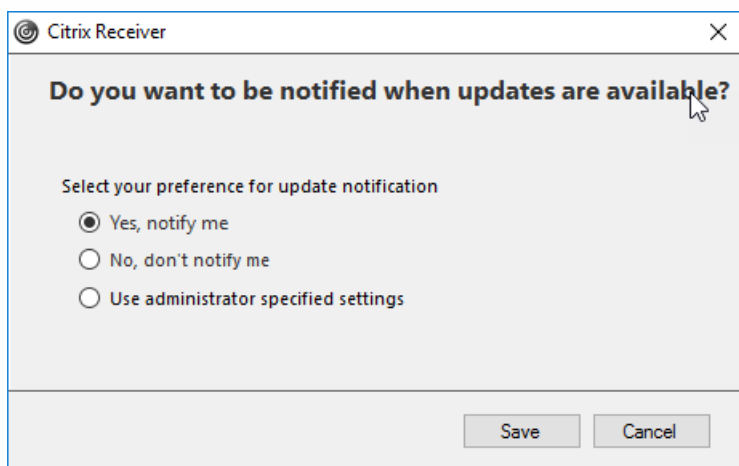 Citrix Receiver
Do you want to be notified when updates are available?
Select your preference for update notification
Yes, notify me
No, don't notify me
Use administrator specified settings
Save Cancel